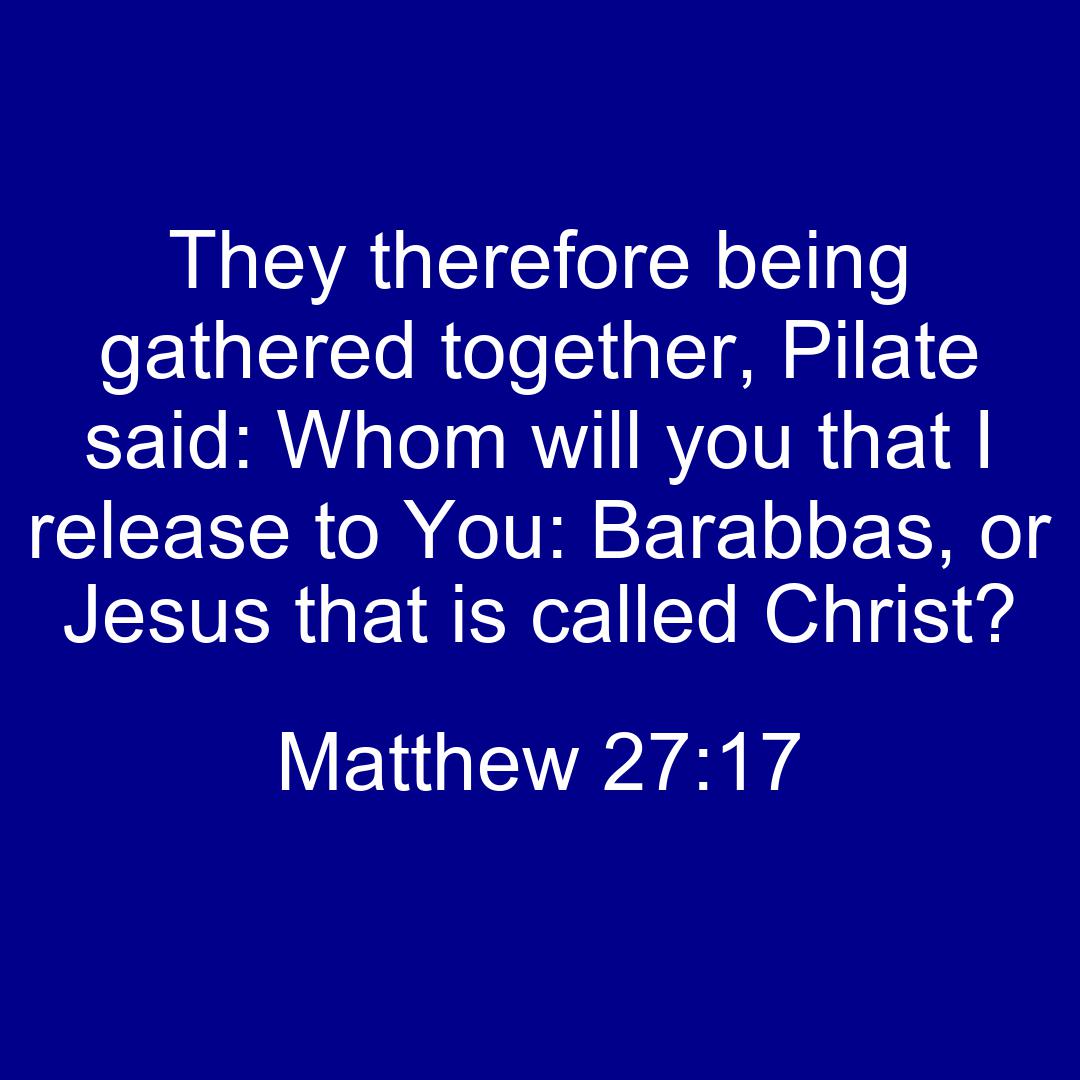 They therefore being
gathered together, Pilate
said: Whom will you that I
release to You: Barabbas, or
Jesus that is called Christ?
Matthew 27:17